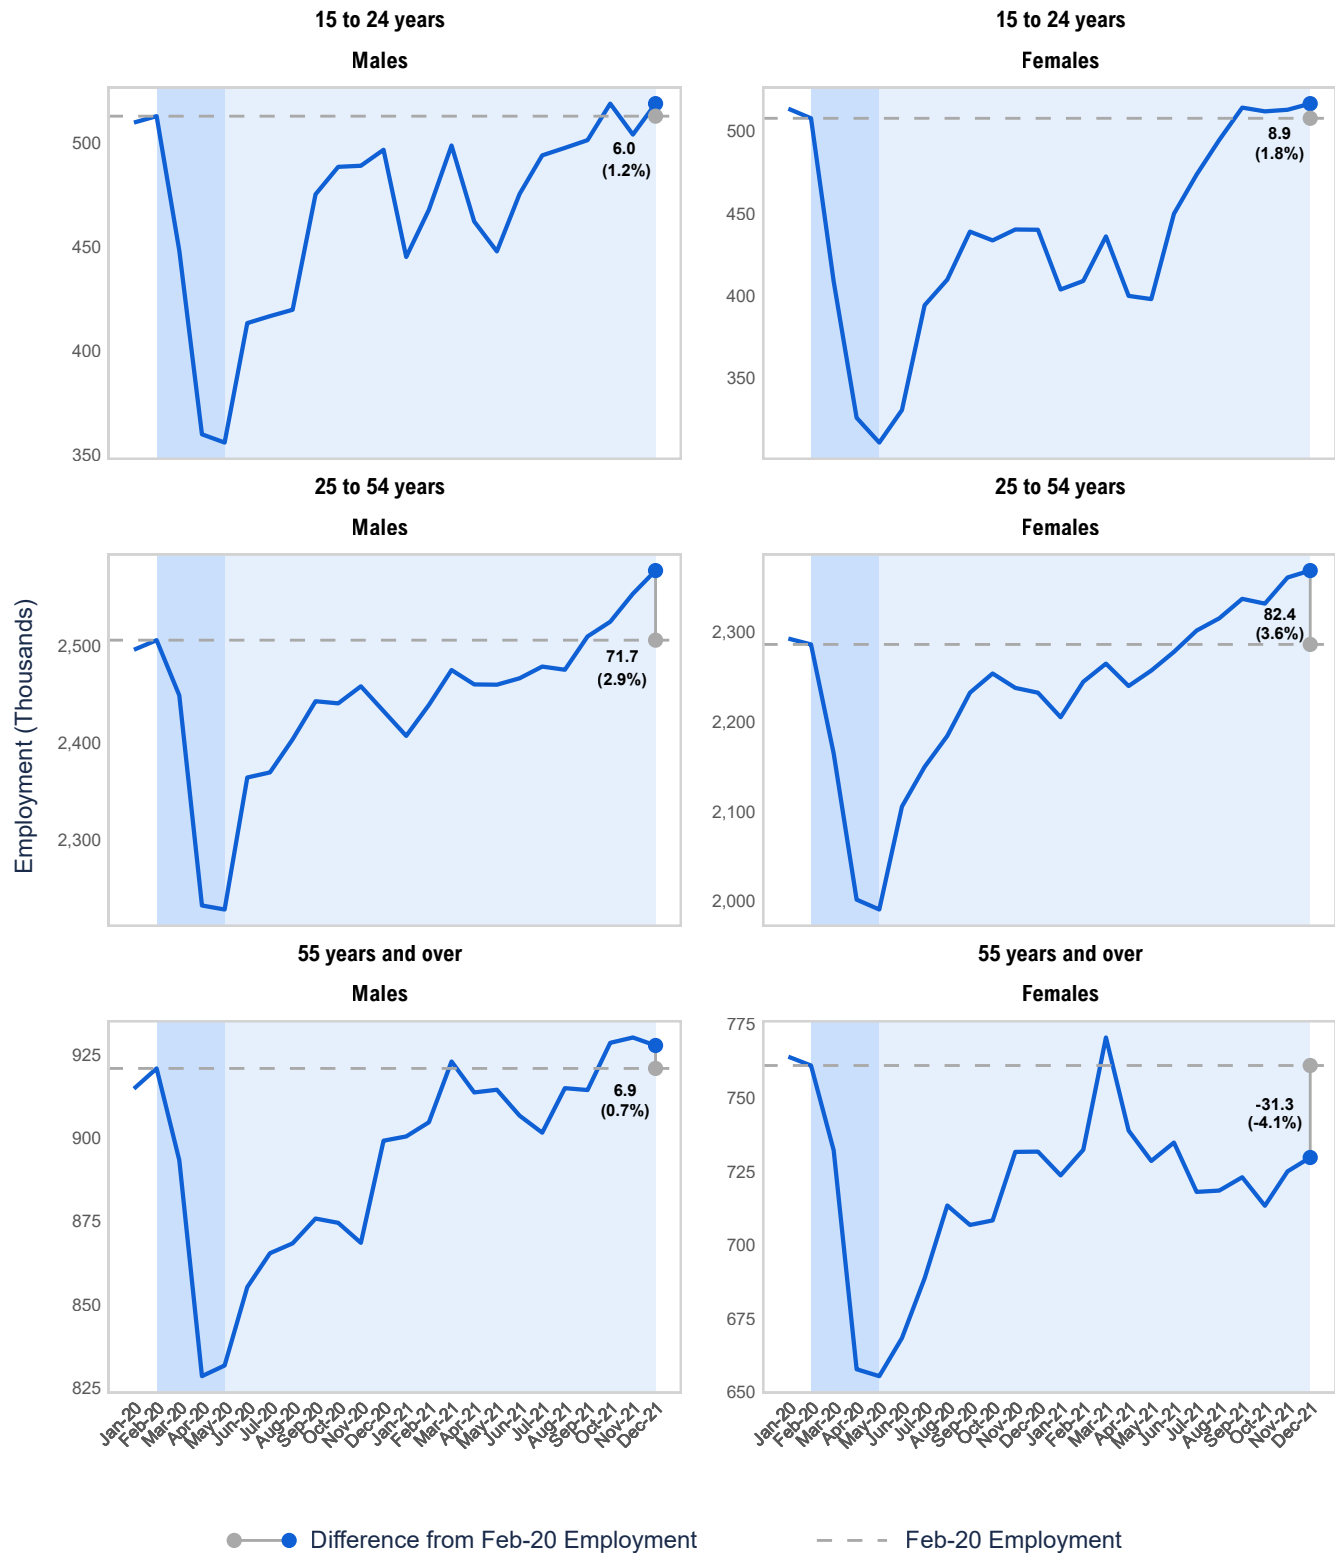 15 to 24 years
Males
500
450
400
350
6.0
(1.2%)
15 to 24 years
Females
500
450
400
350
8.9
(1.8%)
25 to 54 years
Males
2,500
2,400
2,300
71.7
(2.9%)
25 to 54 years
Females
2,300
2,200
2,100
2,000
82.4
(3.6%)
Employment (Thousands)
55 years and over
Males
925
900
875
850
825
6.9
(0.7%)
Jan-20
Feb-20
Mar-20
Apr-20
May-20
Jun-20
Jul-20
Aug-20
Sep-20
Oct-20
Nov-20
Dec-20
Jan-21
Feb-21
Mar-21
Apr-21
May-21
Jun-21
Jul-21
Aug-21
Sep-21
Oct-21
Nov-21
Dec-21
55 years and over
Females
775
750
725
700
675
650
-31.3
(-4.1%)
Jan-20
Feb-20
Mar-20
Apr-20
May-20
Jun-20
Jul-20
Aug-20
Sep-20
Oct-20
Nov-20
Dec-20
Jan-21
Feb-21
Mar-21
Apr-21
May-21
Jun-21
Jul-21
Aug-21
Sep-21
Oct-21
Nov-21
Dec-21
Difference from Feb-20 Employment
Feb-20 Employment